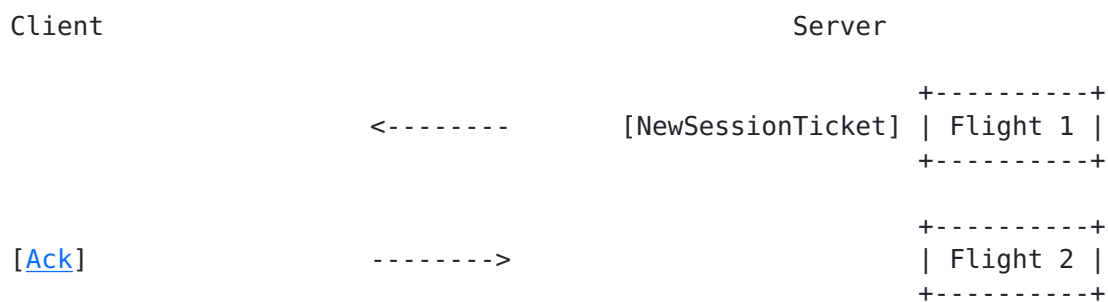 Client                                          Server

                                                        +----------+
                      <--------       [NewSessionTicket] | Flight 1 |
                                                        +----------+

                                                        +----------+
[Ack]                 -------->                         | Flight 2 |
                                                        +----------+